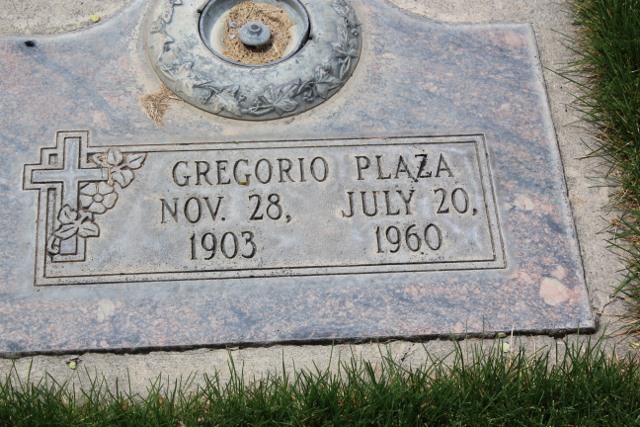 GREGORIO PLAZA
NOV. 28, JULY 20,
1903 1960